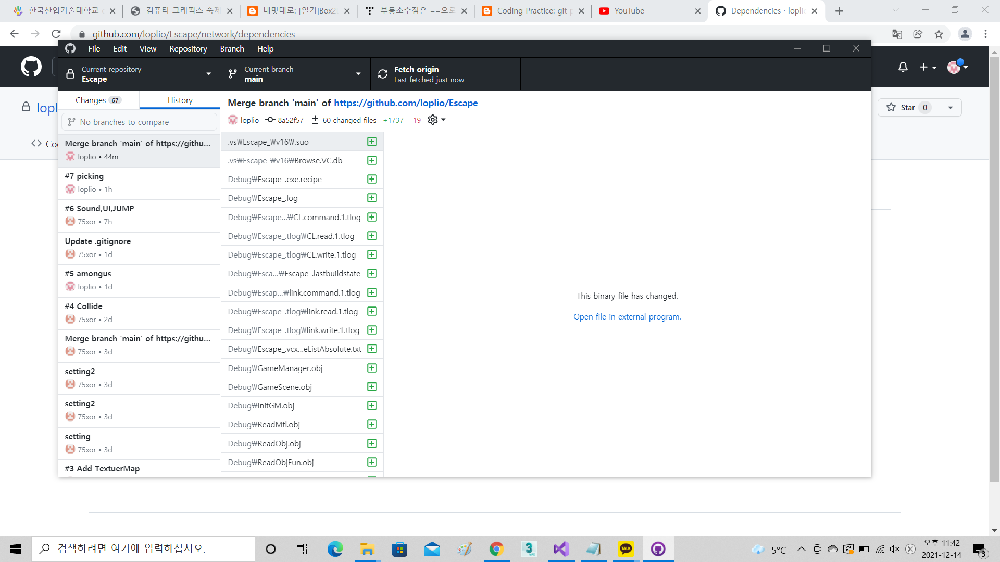 한국산업기술대학교 e
컴퓨터 그래픽스 숙제
내멋대로: [일기]Box2D
부동소수점은 ==으로
Coding Practice: git p
YouTube
Dependencies · loplio
github.com/loplio/Escape/network/dependencies
File Edit View Repository Branch Help
Current repository
Escape
Current branch
main
Fetch origin
Last fetched just now
Changes 67
History
No branches to compare
Merge branch 'main' of https://githu...
loplio • 44m
#7 picking
loplio • 1h
#6 Sound,UI,JUMP
75xor • 7h
Update .gitignore
75xor • 1d
#5 amongus
loplio • 1d
#4 Collide
75xor • 2d
Merge branch 'main' of https://githu...
75xor • 3d
setting2
75xor • 3d
setting2
75xor • 3d
setting
75xor • 3d
#3 Add TextuerMap
Merge branch 'main' of https://github.com/loplio/Escape
loplio 8a52f57 60 changed files +1737 -19
.vs₩Escape_₩v16₩.suo
.vs₩Escape_₩v16₩Browse.VC.db
Debug₩Escape_.exe.recipe
Debug₩Escape_.log
Debug₩Escape...₩CL.command.1.tlog
Debug₩Escape_.tlog₩CL.read.1.tlog
Debug₩Escape_.tlog₩CL.write.1.tlog
Debug₩Esca...₩Escape_.lastbuildstate
Debug₩Escap...₩link.command.1.tlog
Debug₩Escape_.tlog₩link.read.1.tlog
Debug₩Escape_.tlog₩link.write.1.tlog
Debug₩Escape_.vcx...eListAbsolute.txt
Debug₩GameManager.obj
Debug₩GameScene.obj
Debug₩InitGM.obj
Debug₩ReadMtl.obj
Debug₩ReadObj.obj
Debug₩ReadObjFun.obj
This binary file has changed.
Open file in external program.
lopl
<> Coo
Star 0
검색하려면 여기에 입력하십시오.
3
MAX
TALK
5°C
오후 11:42
2021-12-14
3